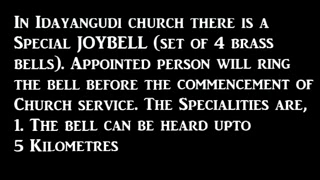 In Idayangudi church there is a
Special JOYBELL (set of 4 brass
bells). Appointed person will ring
the bell before the commencement of
Church service. The Specialities are,
1. The bell can be heard upto
5 Kilometres